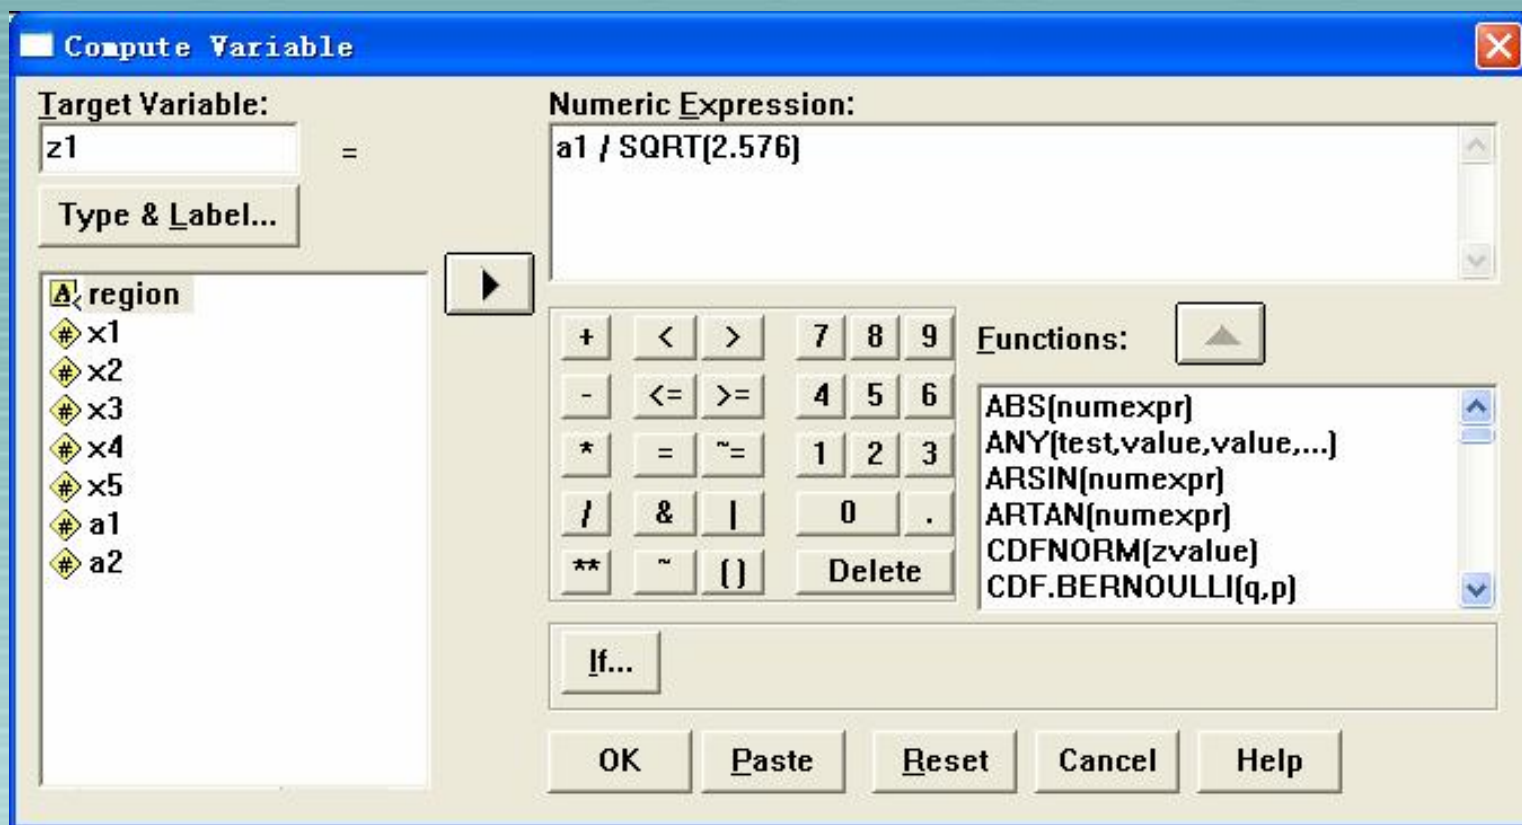 Compute Variable
Target Variable:
z1
=
Type & Label...
Numeric Expression:
a1 / SQRT(2.576)
region
x1
x2
x3
x4
x5
a1
a2
+ < > 7 8 9
- <= >= 4 5 6
* = ~= 1 2 3
/ & | 0 .
** ~ () Delete
Functions:
ABS(numexpr)
ANY(test,value,value,...)
ARSIN(numexpr)
ARTAN(numexpr)
CDFNORM(zvalue)
CDF.BERNOULLI(q,p)
If...
OK Paste Reset Cancel Help